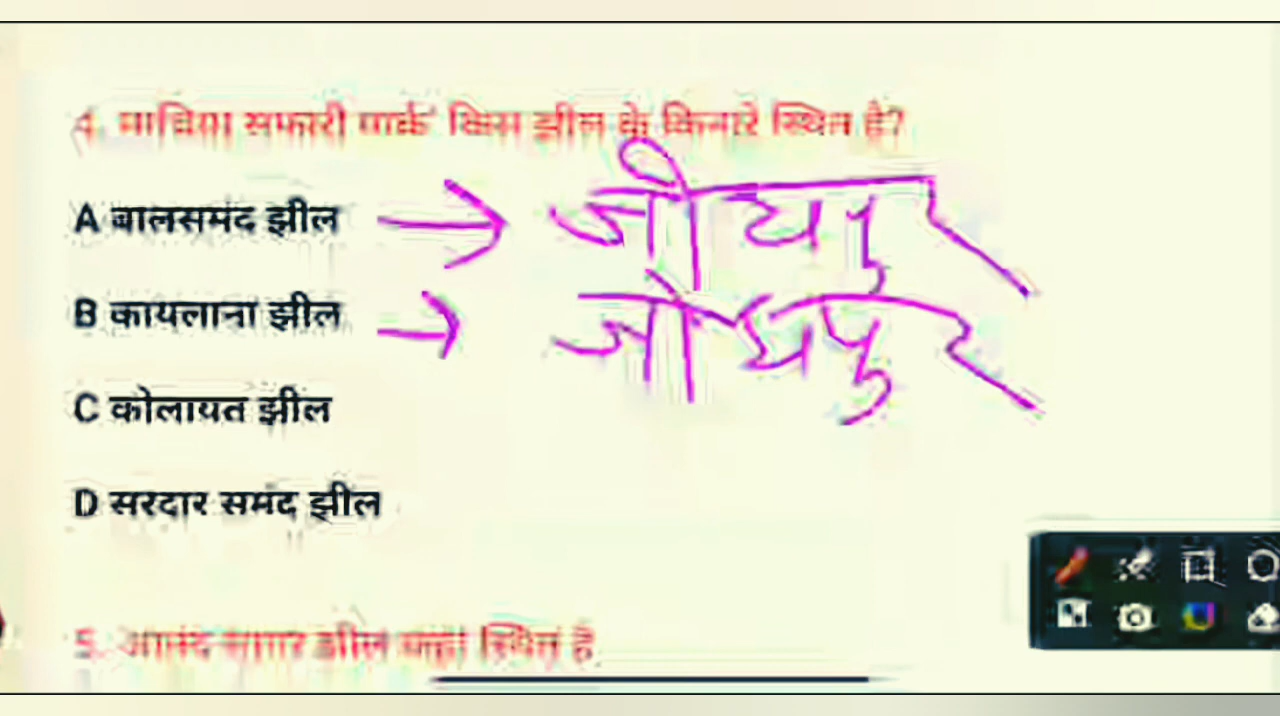 4. माचिया सफारी पार्क' किस झील के किनारे स्थित है?
A बालसमंद झील → जोधपुर
B कायलाना झील → जोधपुर
C कोलायत झील
D सरदार समंद झील
5. आनंद सागर झील कहां स्थित है